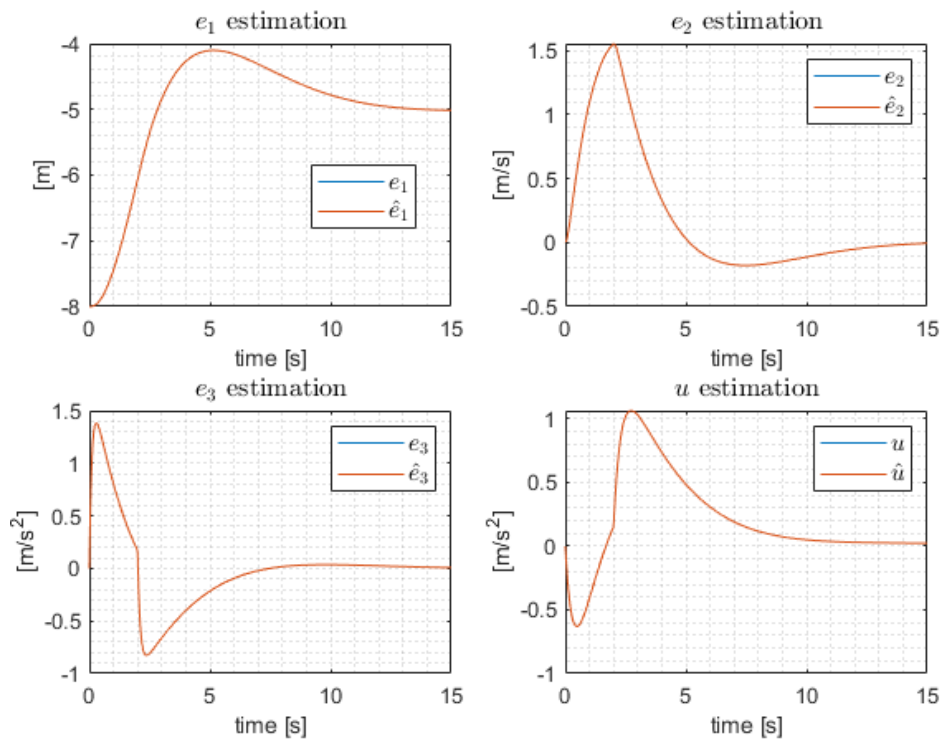 e₁ estimation
-4
-5
-6
-7
-8
[m]
e₁
ê₁
0
5
10
15
time [s]
e₂ estimation
1.5
1
0.5
0
-0.5
[m/s]
e₂
ê₂
0
5
10
15
time [s]
e₃ estimation
1.5
1
0.5
0
-0.5
-1
[m/s²]
e₃
ê₃
0
5
10
15
time [s]
u estimation
1
0.5
0
-0.5
-1
[m/s²]
u
û
0
5
10
15
time [s]